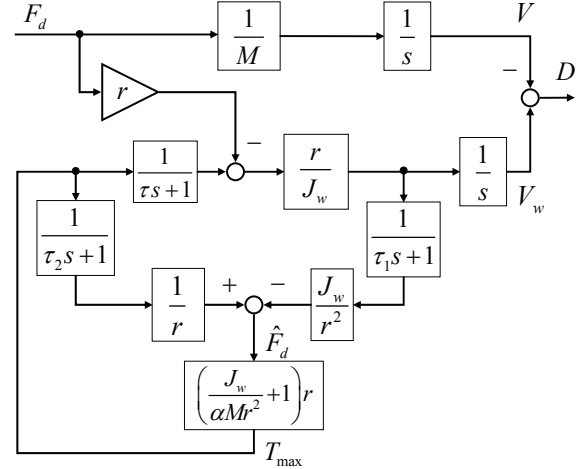 F_d
1/M
1/s
V
−
D
r
−
1/(τs+1)
r/J_w
1/s
V_w
1/(τ_2 s+1)
1/(τ_1 s+1)
1/r
+
−
J_w/r^2
F̂_d
(J_w/(αMr^2)+1)r
T_max